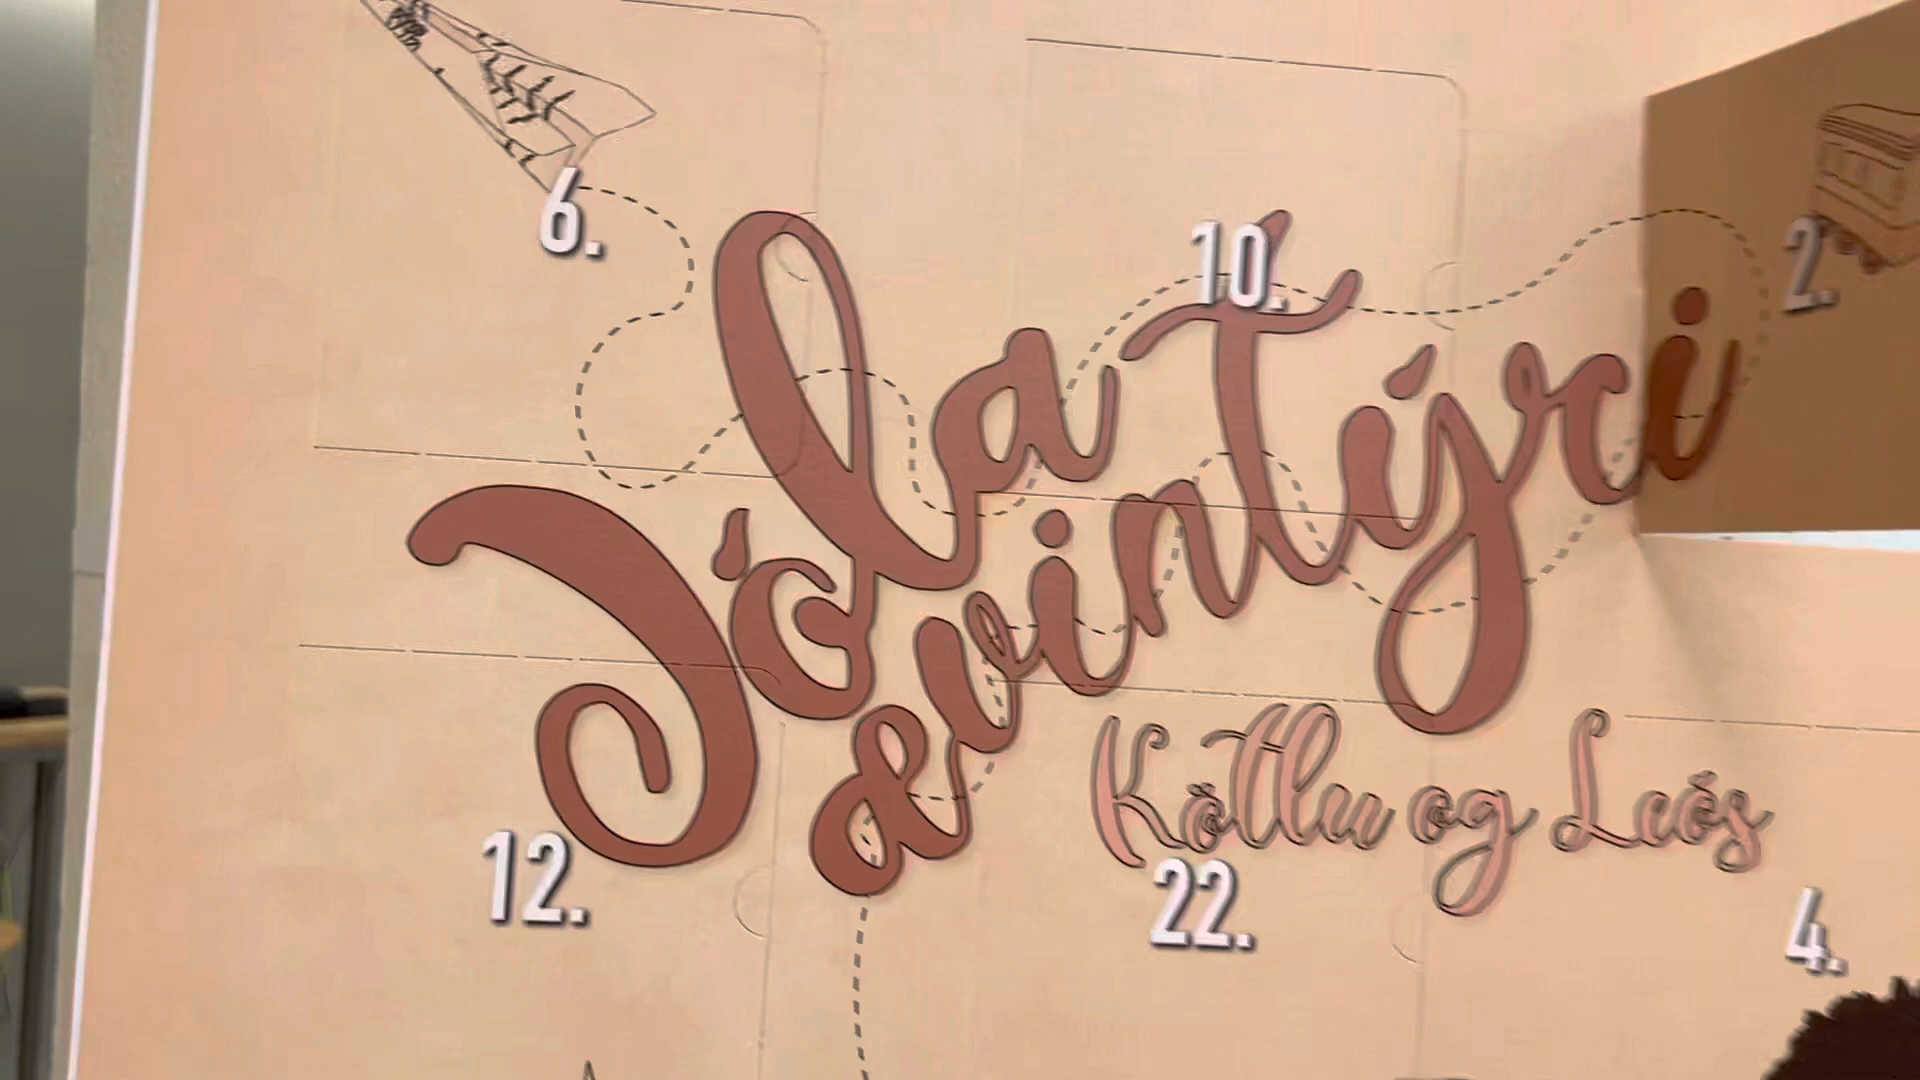 6.
10.
2.
Jóla
ævintýri
Kötlu og Leós
12.
22.
4.